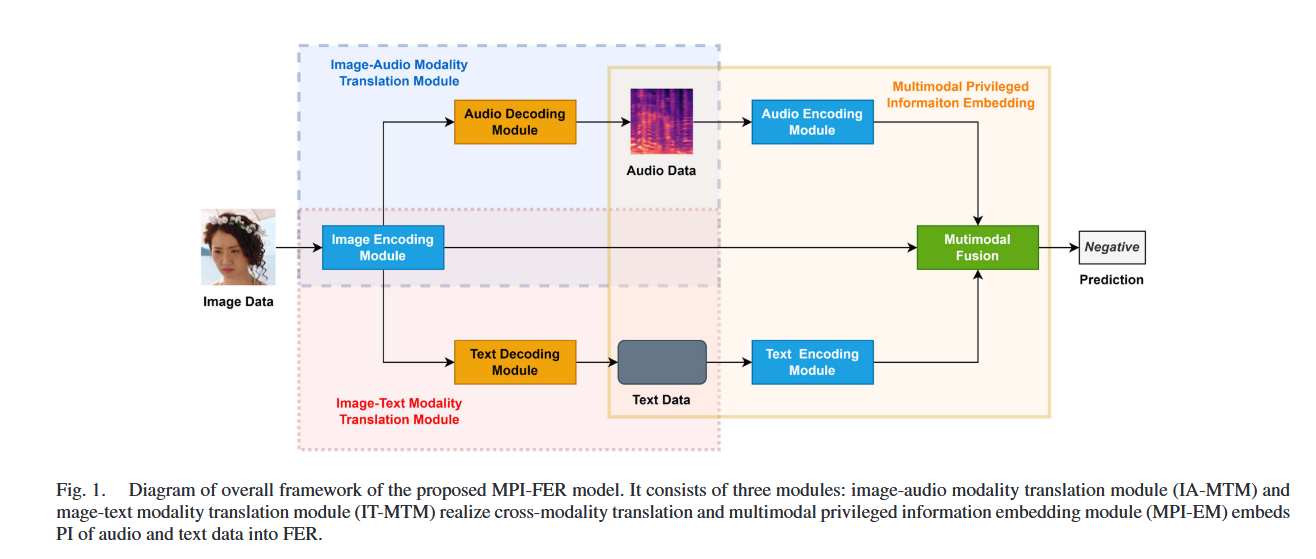 Image-Audio Modality
Translation Module
Multimodal Privileged
Informaiton Embedding
Audio Decoding
Module
Audio Encoding
Module
Audio Data
Image Encoding
Module
Mutimodal
Fusion
Negative
Image Data
Prediction
Text Decoding
Module
Text Encoding
Module
Image-Text Modality
Translation Module
Text Data
Fig. 1. Diagram of overall framework of the proposed MPI-FER model. It consists of three modules: image-audio modality translation module (IA-MTM) and
mage-text modality translation module (IT-MTM) realize cross-modality translation and multimodal privileged information embedding module (MPI-EM) embeds
PI of audio and text data into FER.